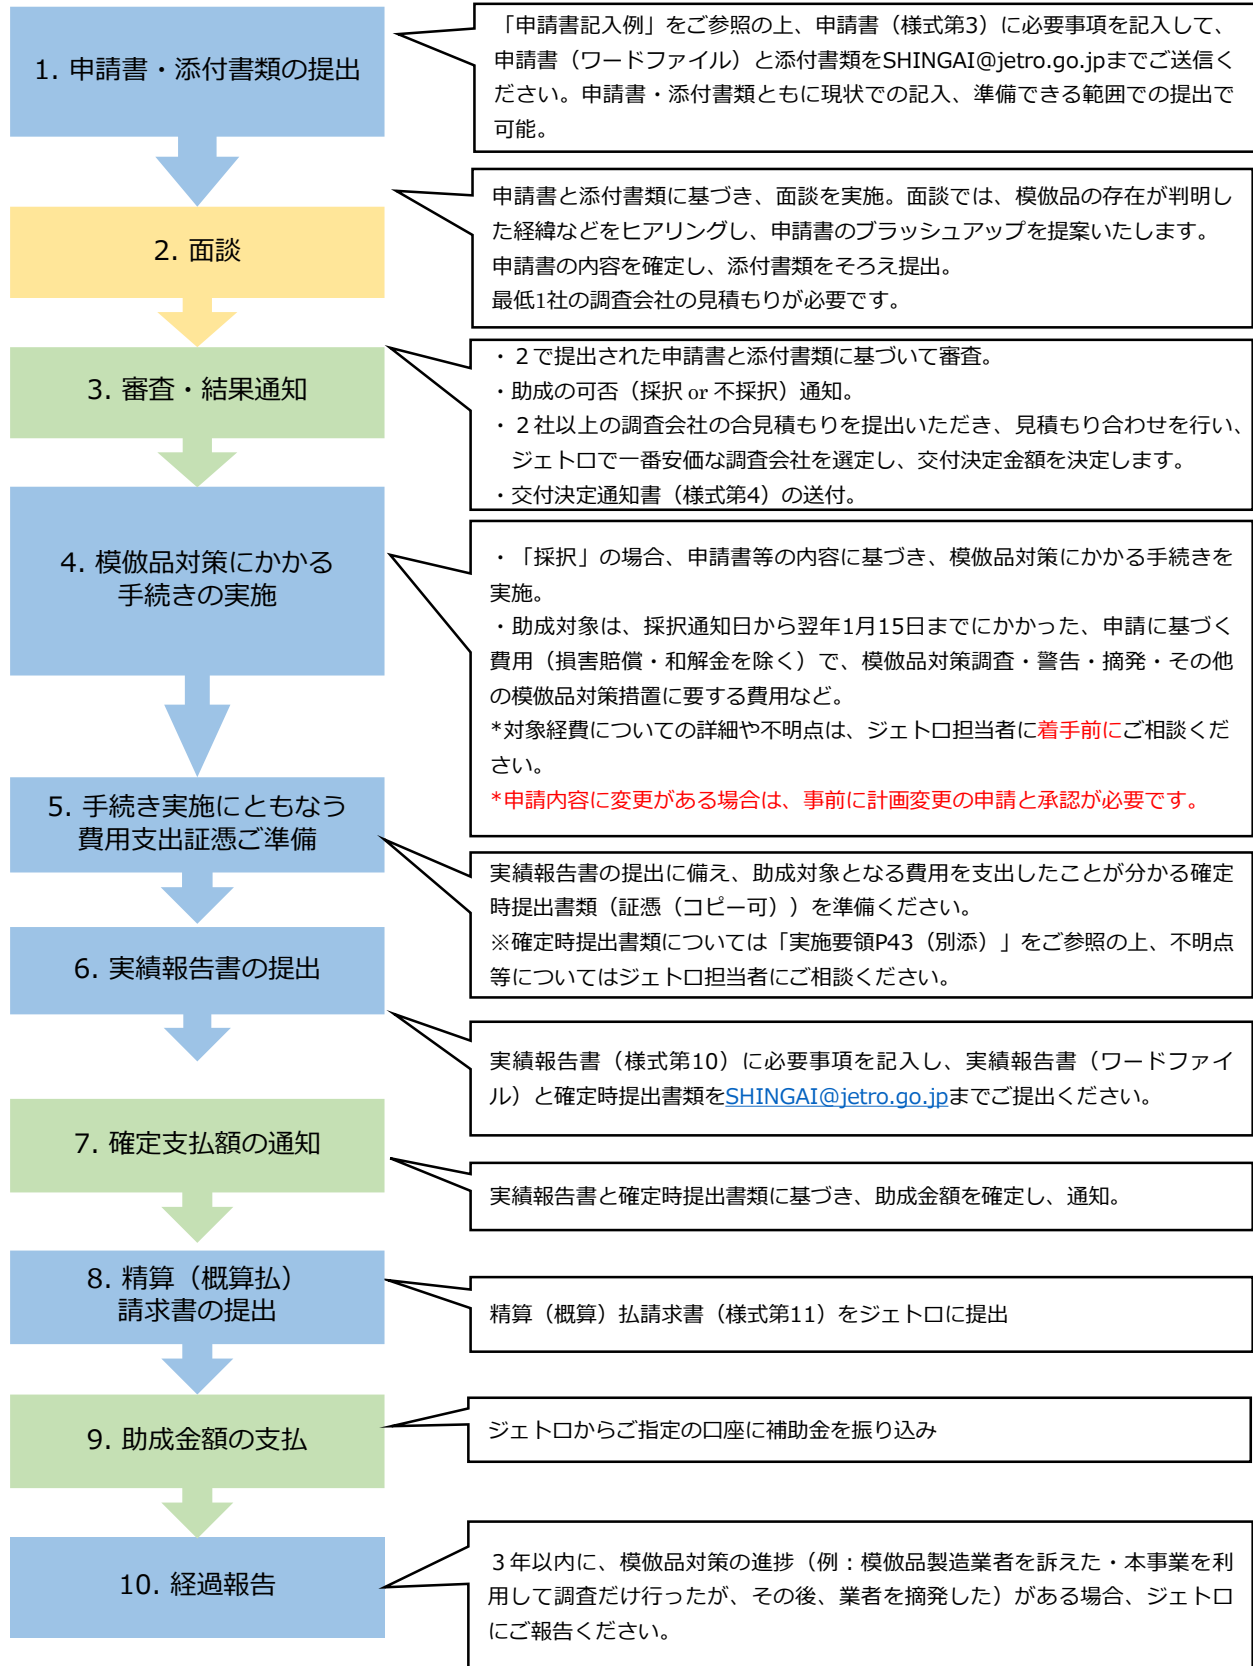 1. 申請書・添付書類の提出
「申請書記入例」をご参照の上、申請書（様式第3）に必要事項を記入して、
申請書（ワードファイル）と添付書類をSHINGAI@jetro.go.jpまでご送信く
ださい。申請書・添付書類ともに現状での記入、準備できる範囲での提出で
可能。
2. 面談
申請書と添付書類に基づき、面談を実施。面談では、模倣品の存在が判明し
た経緯などをヒアリングし、申請書のブラッシュアップを提案いたします。
申請書の内容を確定し、添付書類をそろえ提出。
最低1社の調査会社の見積もりが必要です。
3. 審査・結果通知
・２で提出された申請書と添付書類に基づいて審査。
・助成の可否（採択 or 不採択）通知。
・２社以上の調査会社の合見積もりを提出いただき、見積もり合わせを行い、
ジェトロで一番安価な調査会社を選定し、交付決定金額を決定します。
・交付決定通知書（様式第4）の送付。
4. 模倣品対策にかかる
手続きの実施
・「採択」の場合、申請書等の内容に基づき、模倣品対策にかかる手続きを
実施。
・助成対象は、採択通知日から翌年1月15日までにかかった、申請に基づく
費用（損害賠償・和解金を除く）で、模倣品対策調査・警告・摘発・その他
の模倣品対策措置に要する費用など。
*対象経費についての詳細や不明点は、ジェトロ担当者に着手前にご相談くだ
さい。
*申請内容に変更がある場合は、事前に計画変更の申請と承認が必要です。
5. 手続き実施にともなう
費用支出証憑ご準備
実績報告書の提出に備え、助成対象となる費用を支出したことが分かる確定
時提出書類（証憑（コピー可））を準備ください。
※確定時提出書類については「実施要領P43（別添）」をご参照の上、不明点
等についてはジェトロ担当者にご相談ください。
6. 実績報告書の提出
実績報告書（様式第10）に必要事項を記入し、実績報告書（ワードファイ
ル）と確定時提出書類をSHINGAI@jetro.go.jpまでご提出ください。
7. 確定支払額の通知
実績報告書と確定時提出書類に基づき、助成金額を確定し、通知。
8. 精算（概算払）
請求書の提出
精算（概算）払請求書（様式第11）をジェトロに提出
9. 助成金額の支払
ジェトロからご指定の口座に補助金を振り込み
10. 経過報告
３年以内に、模倣品対策の進捗（例：模倣品製造業者を訴えた・本事業を利
用して調査だけ行ったが、その後、業者を摘発した）がある場合、ジェトロ
にご報告ください。